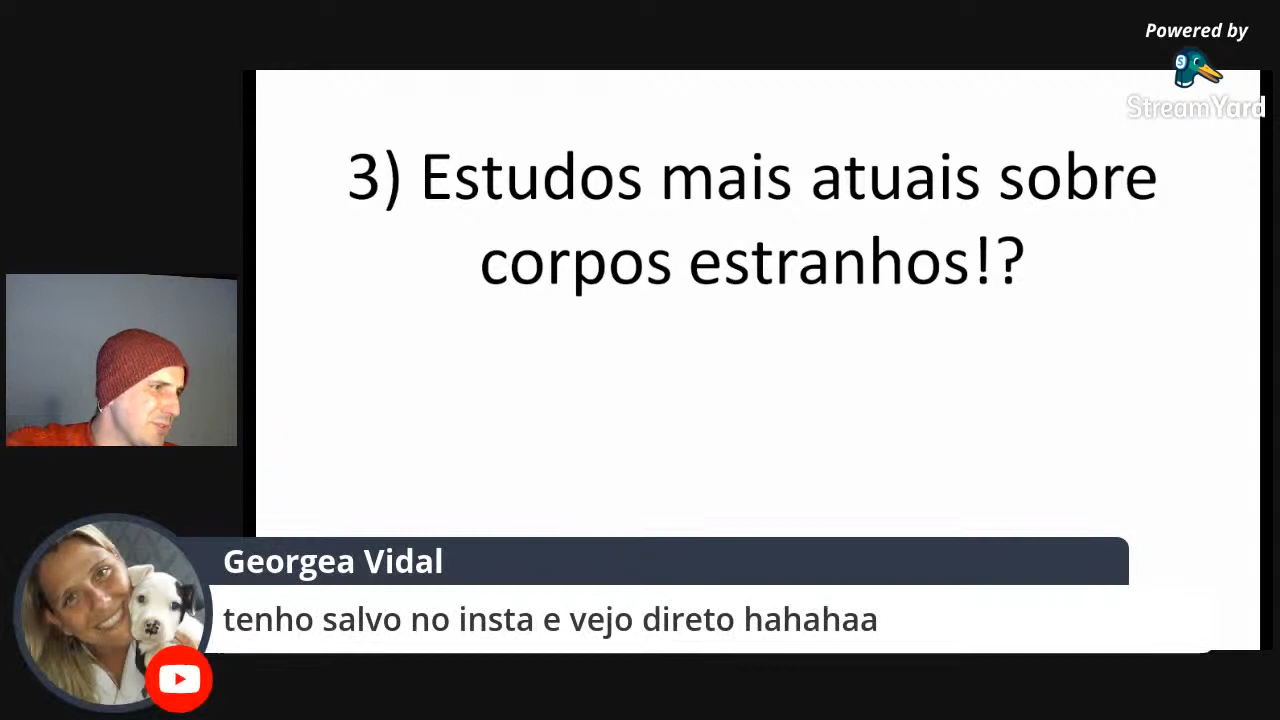 Powered by
StreamYard
3) Estudos mais atuais sobre
corpos estranhos!?
Georgea Vidal
tenho salvo no insta e vejo direto hahahaa